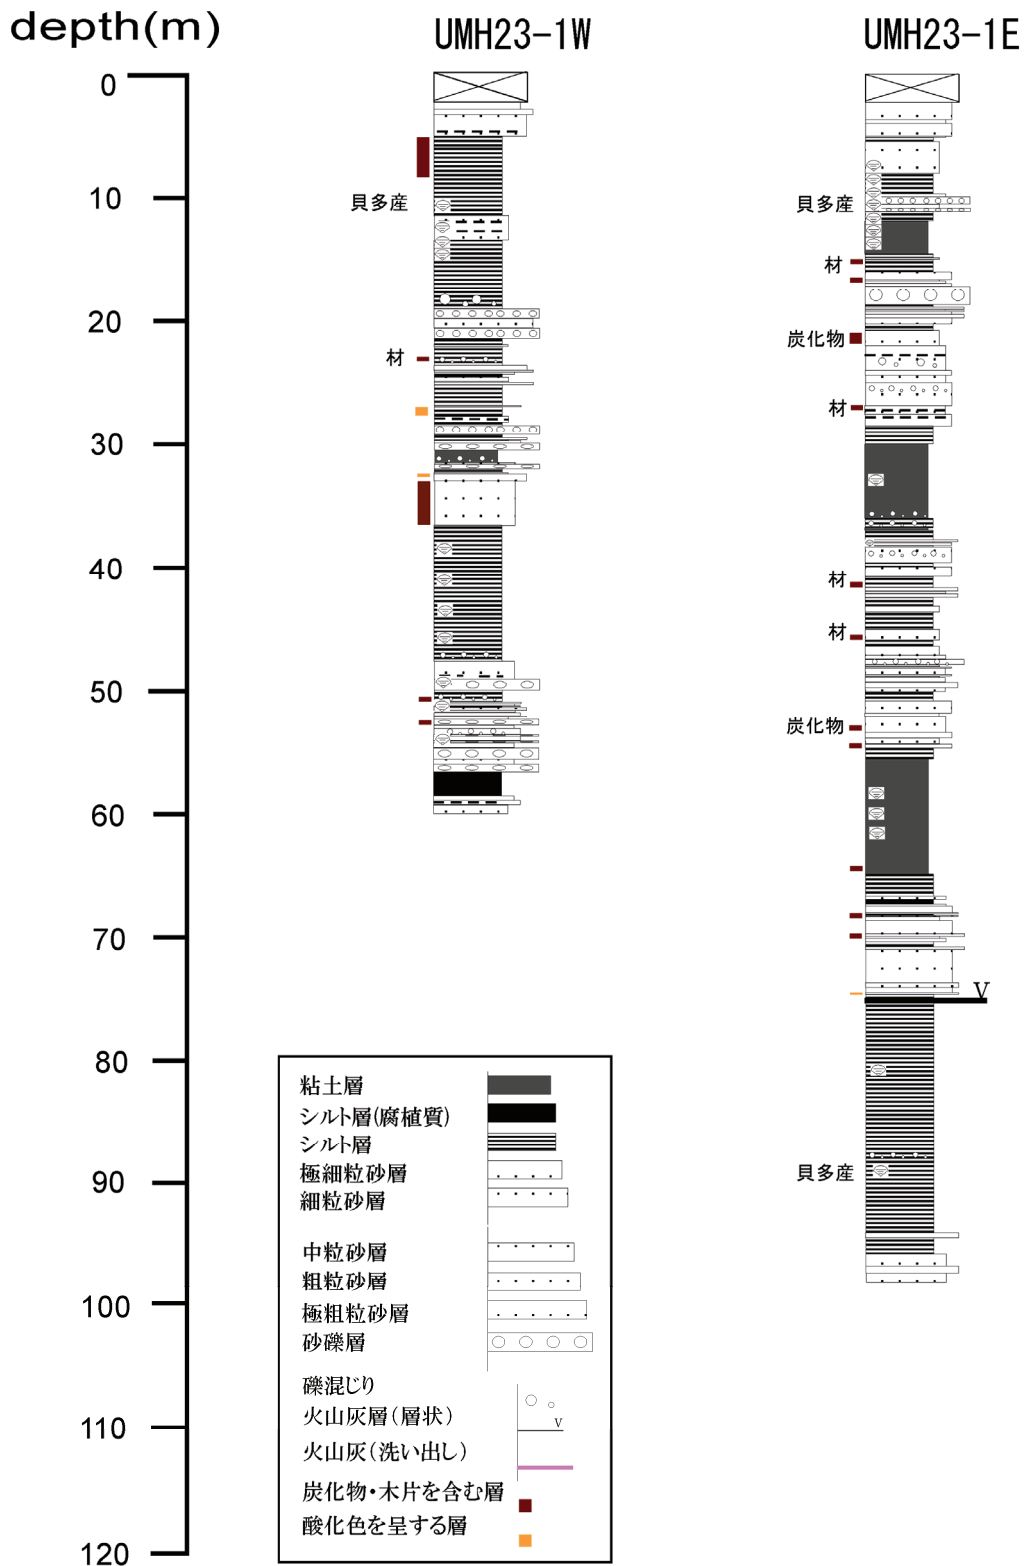 depth(m)
UMH23-1W
UMH23-1E
0
10
20
30
40
50
60
70
80
90
100
110
120
貝多産
材
貝多産
材
炭化物
材
材
材
炭化物
V
貝多産
粘土層
シルト層(腐植質)
シルト層
極細粒砂層
細粒砂層
中粒砂層
粗粒砂層
極粗粒砂層
砂礫層
礫混じり
火山灰層(層状)
V
火山灰(洗い出し)
炭化物・木片を含む層
酸化色を呈する層